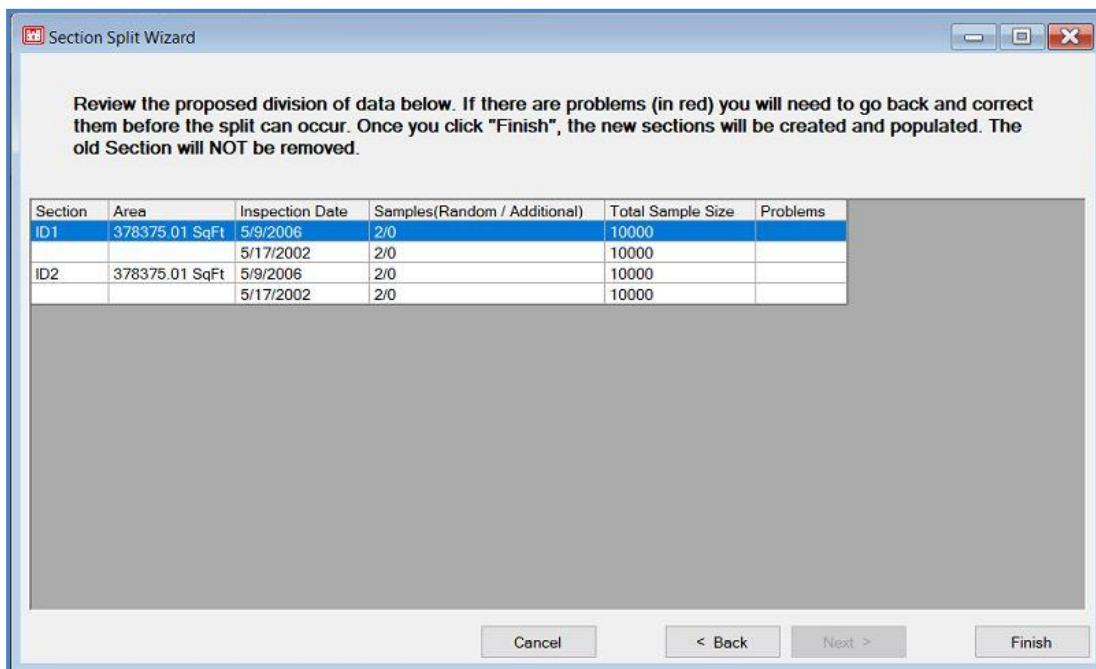 Section Split Wizard
Review the proposed division of data below. If there are problems (in red) you will need to go back and correct
them before the split can occur. Once you click "Finish", the new sections will be created and populated. The
old Section will NOT be removed.
Section Area Inspection Date Samples(Random / Additional) Total Sample Size Problems
ID1 378375.01 SqFt 5/9/2006 2/0 10000
5/17/2002 2/0 10000
ID2 378375.01 SqFt 5/9/2006 2/0 10000
5/17/2002 2/0 10000
Cancel < Back Next > Finish